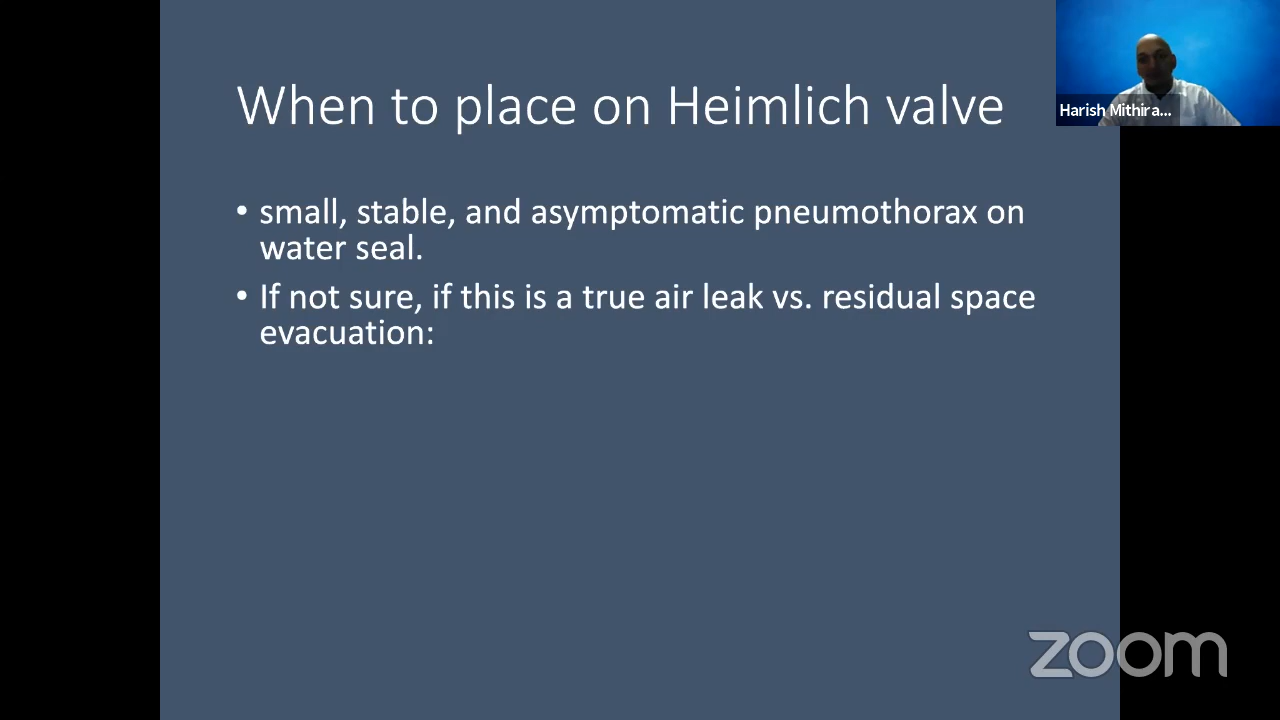 When to place on Heimlich valve
Harish Mithira...
• small, stable, and asymptomatic pneumothorax on
water seal.
• If not sure, if this is a true air leak vs. residual space
evacuation:
zoom